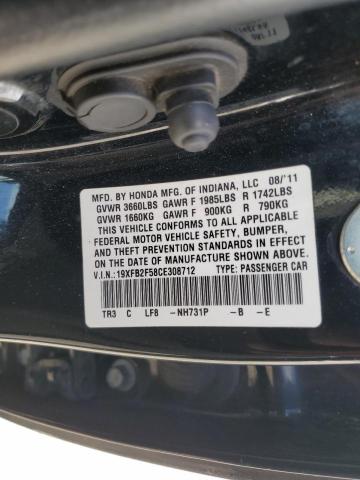 MFD. BY HONDA MFG. OF INDIANA, LLC 08/'11
GVWR 3660LBS GAWR F 1985LBS R 1742LBS
GVWR 1660KG GAWR F 900KG R 790KG
THIS VEHICLE CONFORMS TO ALL APPLICABLE
FEDERAL MOTOR VEHICLE SAFETY, BUMPER,
AND THEFT PREVENTION STANDARDS IN EFFECT
ON THE DATE OF MANUFACTURE SHOWN ABOVE.
V.I.N:19XFB2F58CE308712 TYPE: PASSENGER CAR
TR3 C LF8 -NH731P -B -E